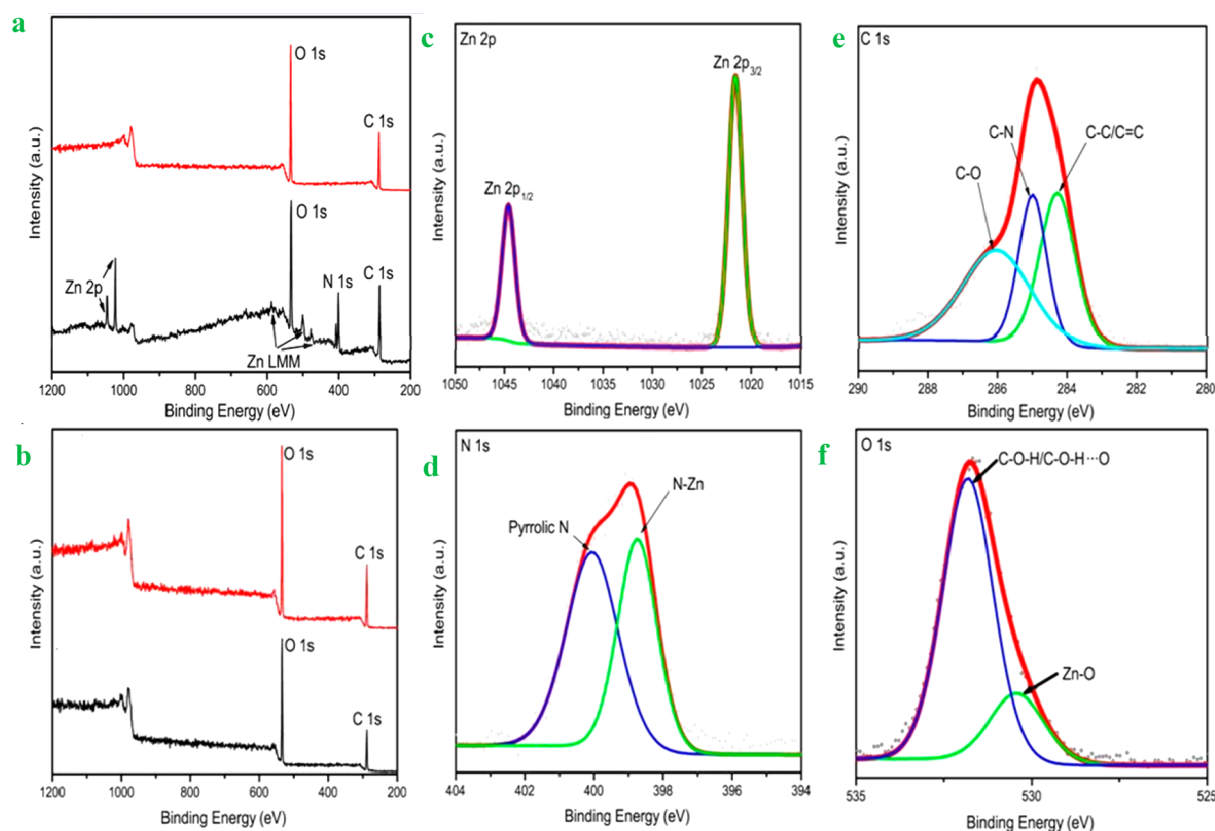 a
O 1s
C 1s
O 1s
Zn 2p
N 1s
C 1s
Zn LMM
Intensity (a.u.)
1200 1000 800 600 400 200
Binding Energy (eV)
b
O 1s
C 1s
O 1s
C 1s
Intensity (a.u.)
1200 1000 800 600 400 200
Binding Energy (eV)
c
Zn 2p
Zn 2p3/2
Zn 2p1/2
Intensity (a.u.)
1050 1045 1040 1035 1030 1025 1020 1015
Binding Energy (eV)
d
N 1s
N-Zn
Pyrrolic N
Intensity (a.u.)
404 402 400 398 396 394
Binding Energy (eV)
e
C 1s
C-N
C-C/C=C
C-O
Intensity (a.u.)
290 288 286 284 282 280
Binding Energy (eV)
f
O 1s
C-O-H/C-O-H···O
Zn-O
Intensity (a.u.)
535 530 525
Binding Energy (eV)